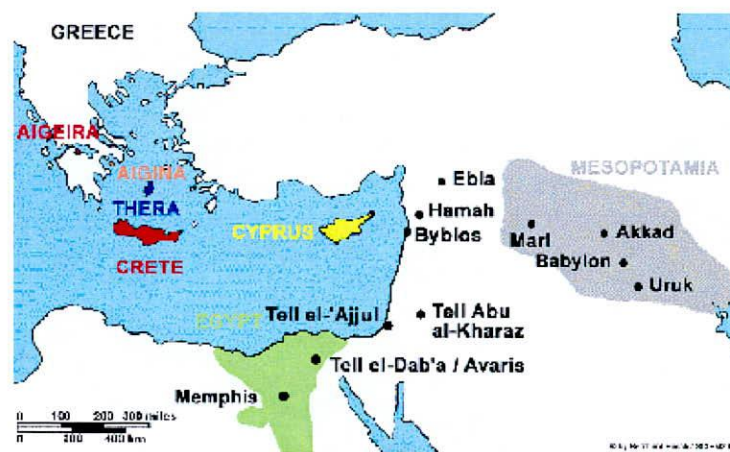 GREECE
AIGEIRA
MESOPOTAMIA
AIGINA
Ebla
THERA
Hamah
CYPRUS
Byblos
Mari
Akkad
CRETE
Babylon
Uruk
Tell el-'Ajjul
EGYPT
Tell Abu
al-Kharaz
Tell el-Dab'a / Avaris
Memphis
0 100 200 300 miles
0 200 400 km